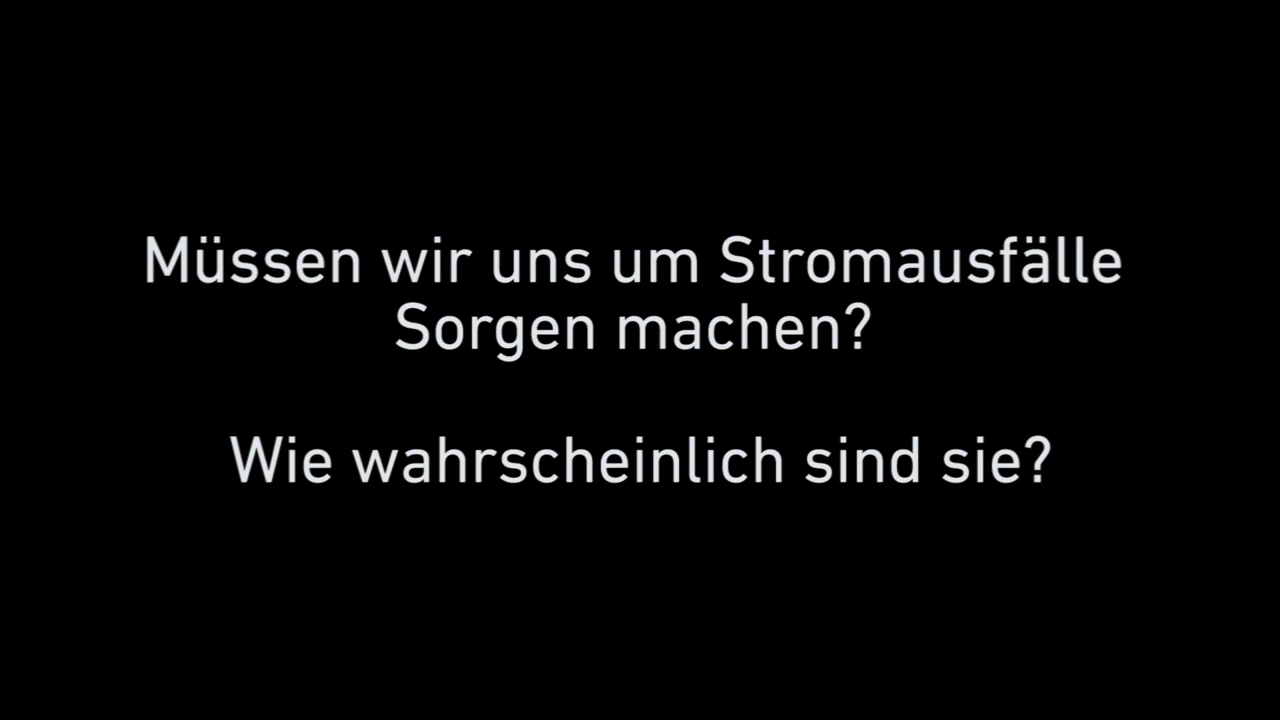 Müssen wir uns um Stromausfälle
Sorgen machen?
Wie wahrscheinlich sind sie?